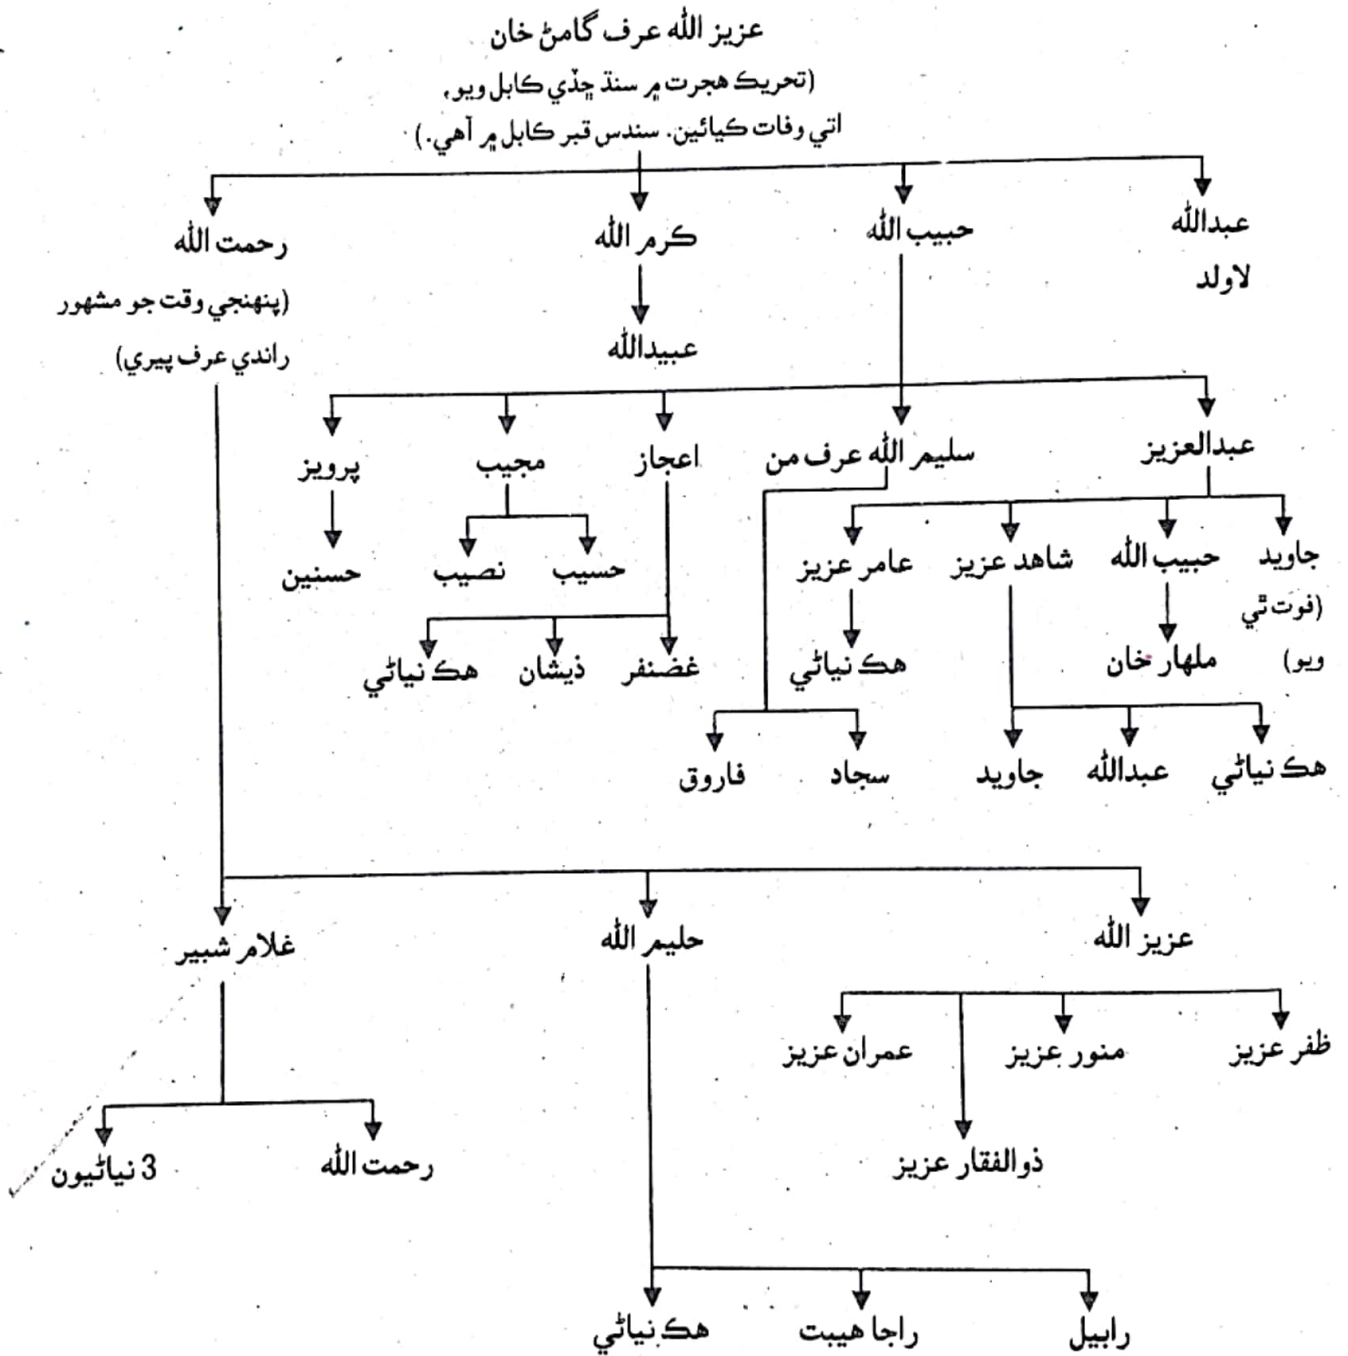 عزيز الله عرف گامڻ خان
(تحريڪ هجرت ۾ سنڌ ڇڏي ڪابل ويو،
اتي وفات ڪيائين. سندس قبر ڪابل ۾ آهي.)
عبدالله
حبيب الله
ڪرم الله
رحمت الله
لاولد
(پنهنجي وقت جو مشهور
راندي عرف پيري)
عبيدالله
عبدالعزيز
سليم الله عرف من
اعجاز
مجيب
پرويز
جاويد
حبيب الله
شاهد عزيز
عامر عزيز
حسيب
نصيب
حسنين
(فوت ٿي
ويو)
ملهار خان
هڪ نياڻي
غضنفر
ذيشان
هڪ نياڻي
هڪ نياڻي
عبدالله
جاويد
سجاد
فاروق
عزيز الله
حليم الله
غلام شبير
ظفر عزيز
منور عزيز
عمران عزيز
ذوالفقار عزيز
رحمت الله
3 نياڻيون
رابيل
راجا هيبت
هڪ نياڻي